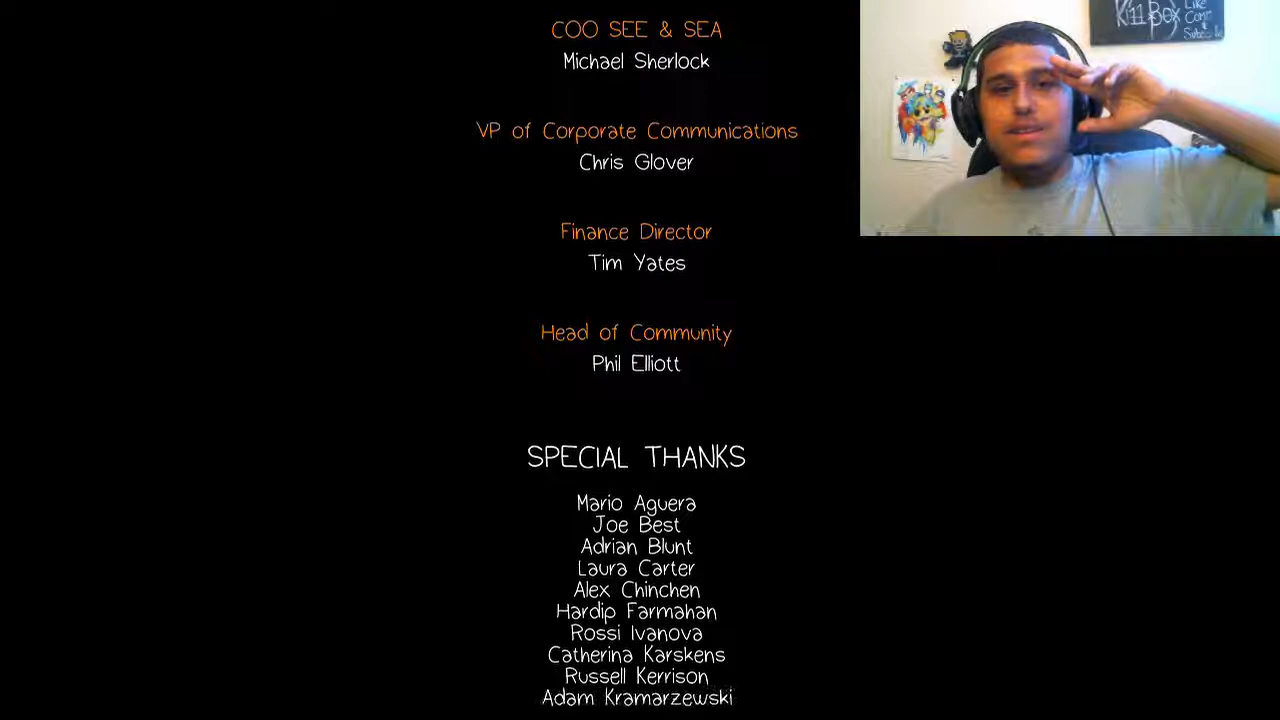 COO SEE & SEA
Michael Sherlock
VP of Corporate Communications
Chris Glover
Finance Director
Tim Yates
Head of Community
Phil Elliott
SPECIAL THANKS
Mario Aguera
Joe Best
Adrian Blunt
Laura Carter
Alex Chinchen
Hardip Farmahan
Rossi Ivanova
Catherina Karskens
Russell Kerrison
Adam Kramarzewski
KillBox
Like